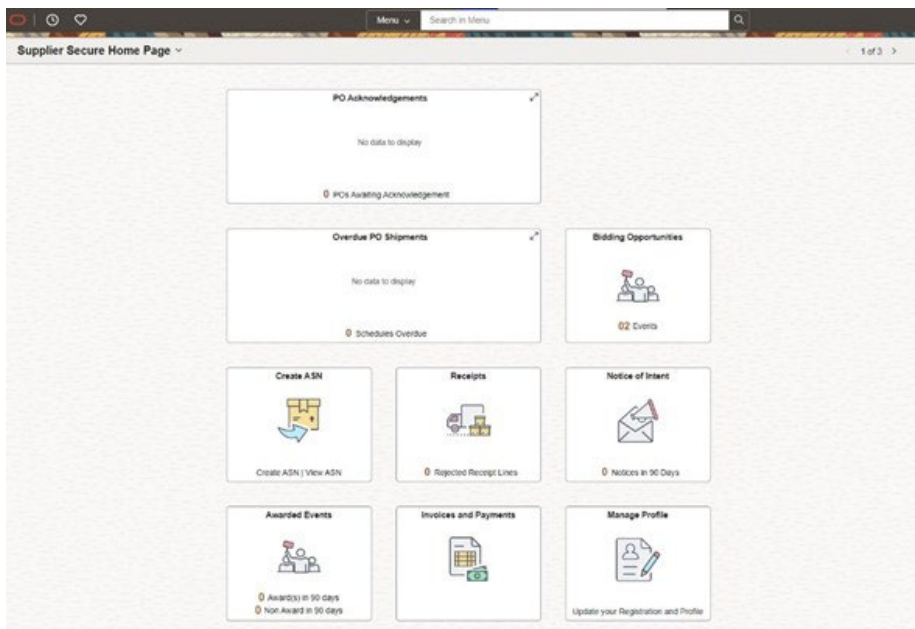 Menu
Search in Menu
Supplier Secure Home Page
1 of 3
PO Acknowledgements
No data to display
0 POs Awaiting Acknowledgement
Overdue PO Shipments
No data to display
0 Schedules Overdue
Bidding Opportunities
02 Events
Create ASN
Create ASN | View ASN
Receipts
0 Rejected Receipt Lines
Notice of Intent
0 Notices in 90 Days
Awarded Events
0 Award(s) in 90 days
0 Non Award in 90 days
Invoices and Payments
Manage Profile
Update your Registration and Profile